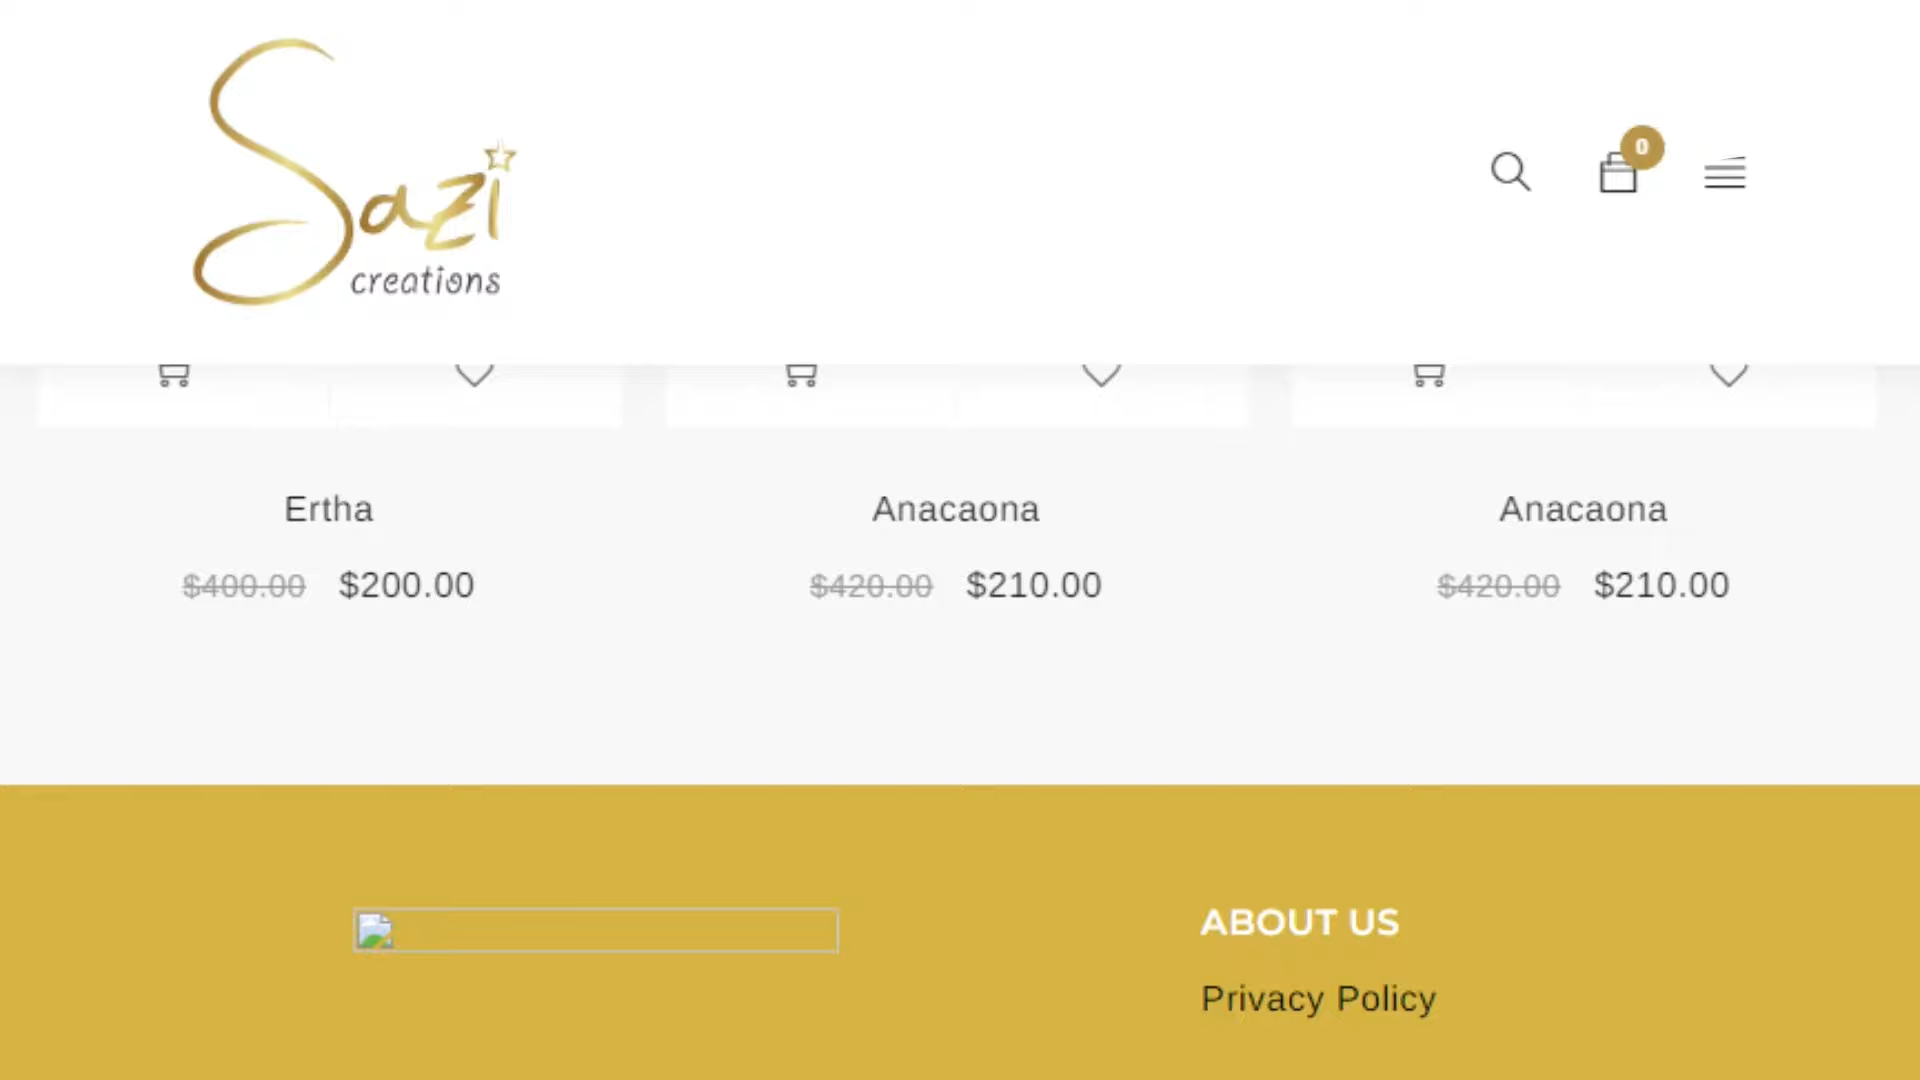 Sazi
creations
0
Ertha
Anacaona
Anacaona
$400.00 $200.00
$420.00 $210.00
$420.00 $210.00
ABOUT US
Privacy Policy